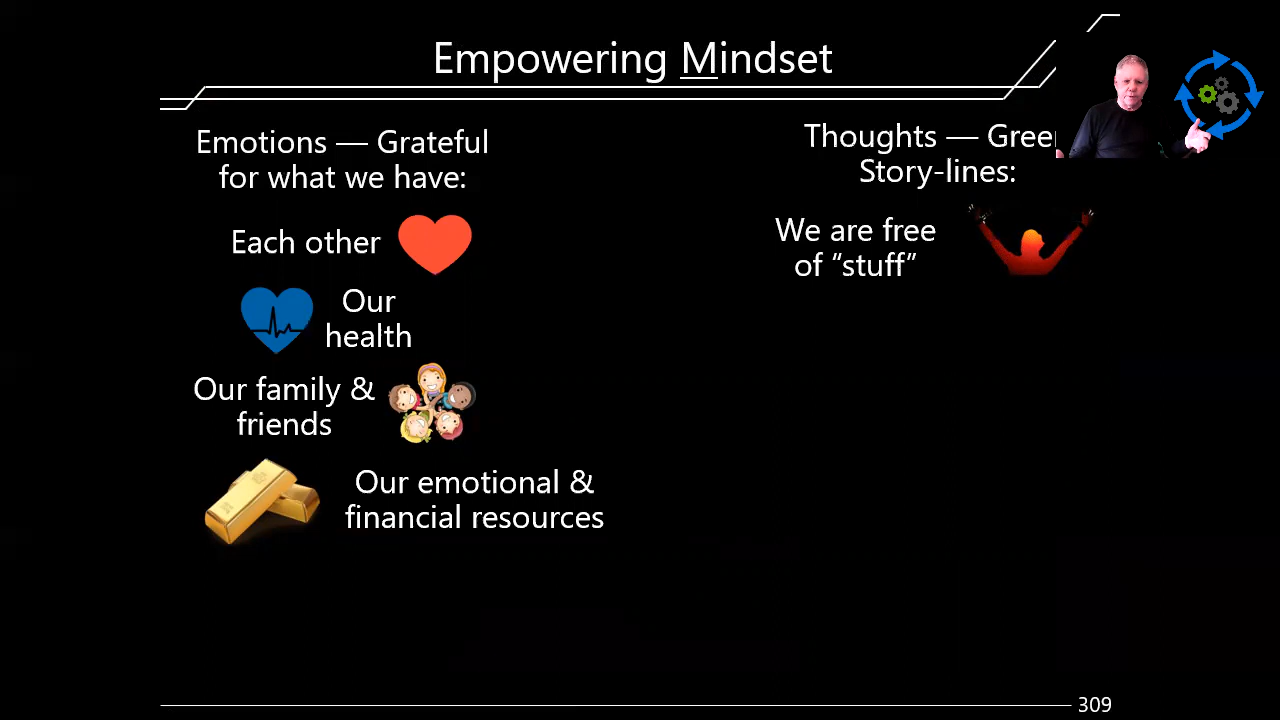 Empowering Mindset
Emotions — Grateful
for what we have:
Each other
Our
health
Our family &
friends
Our emotional &
financial resources
Thoughts — Gree
Story-lines:
We are free
of “stuff”
309